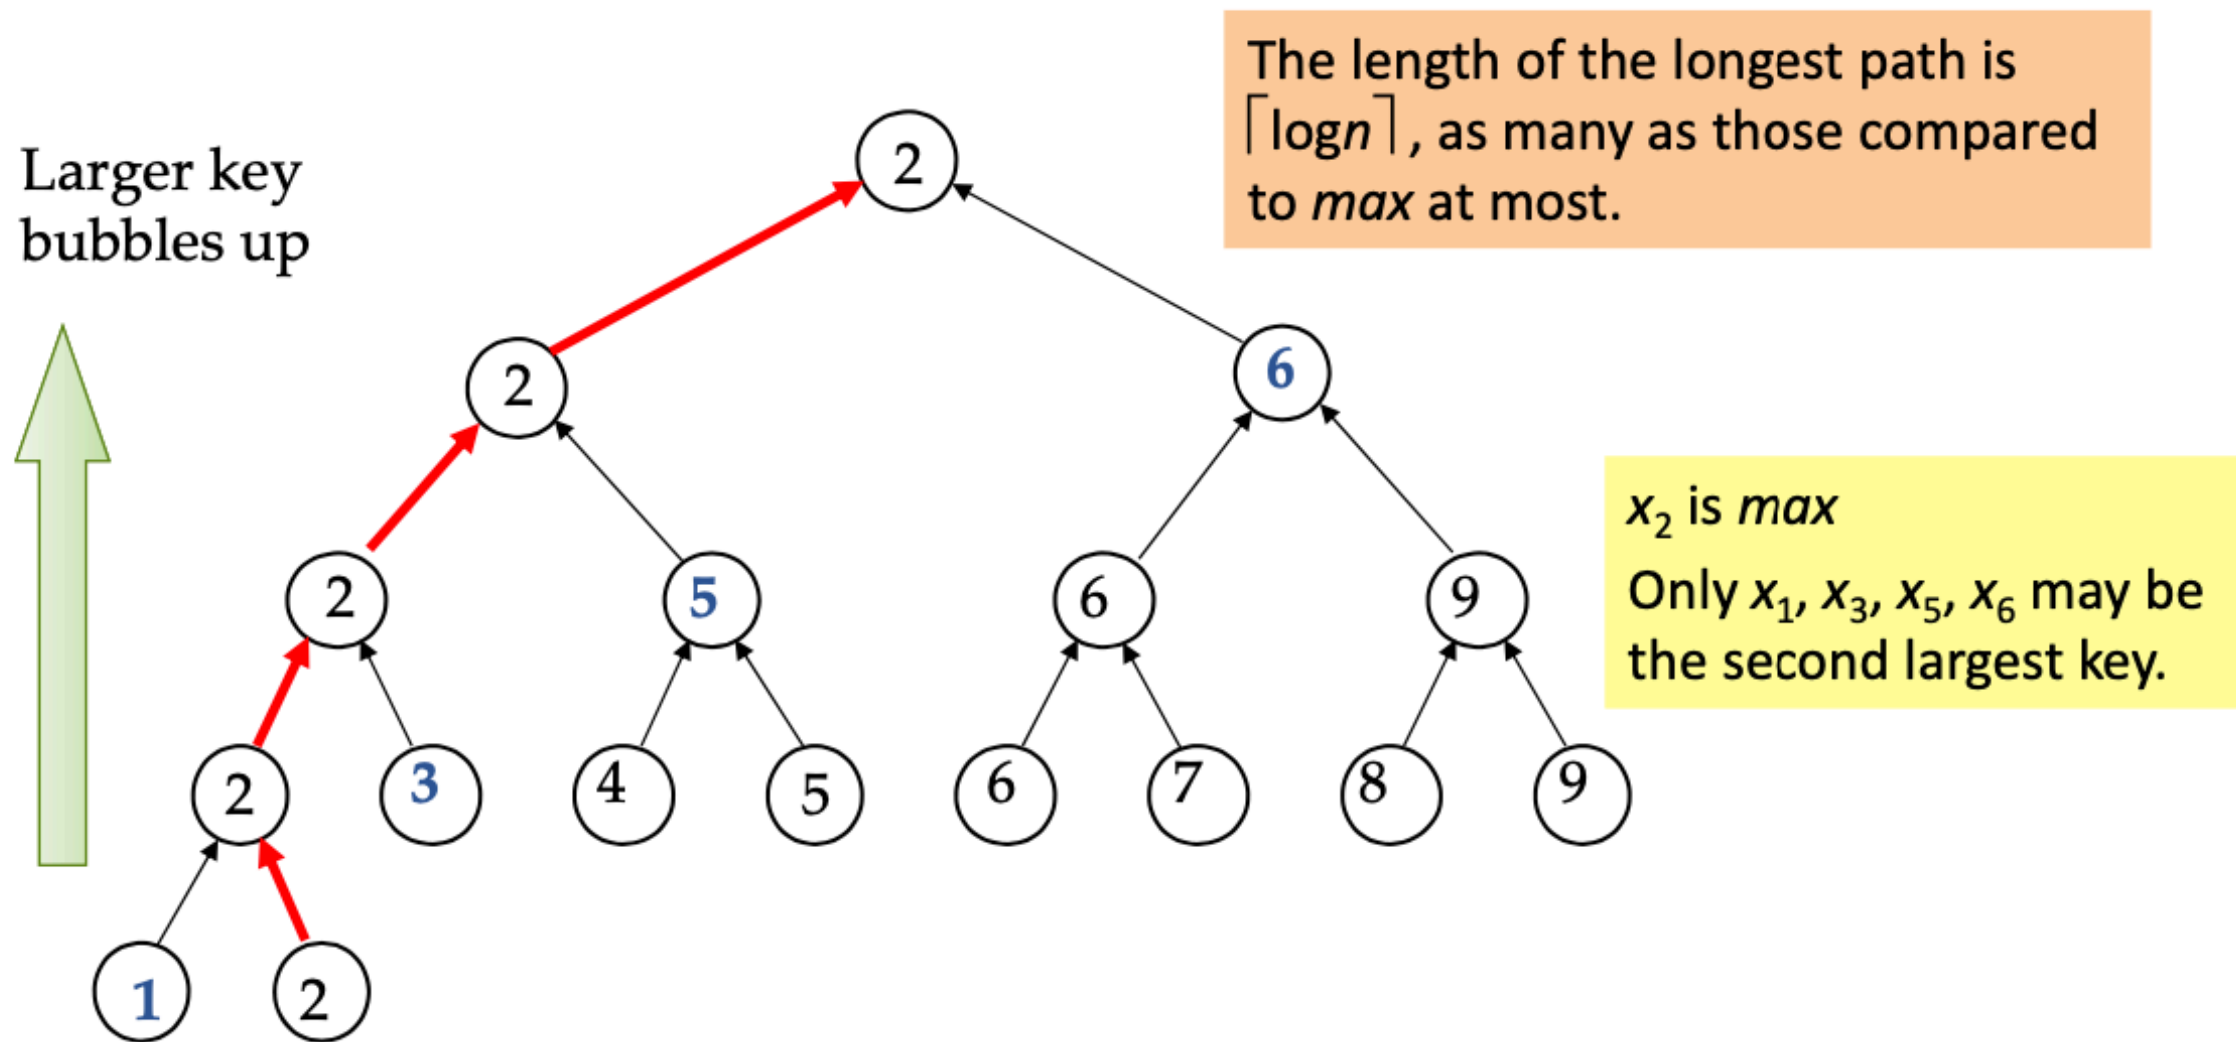 The length of the longest path is
⌈logn⌉, as many as those compared
to max at most.
Larger key
bubbles up
2
2
6
x₂ is max
Only x₁, x₃, x₅, x₆ may be
the second largest key.
2
5
6
9
2
3
4
5
6
7
8
9
1
2